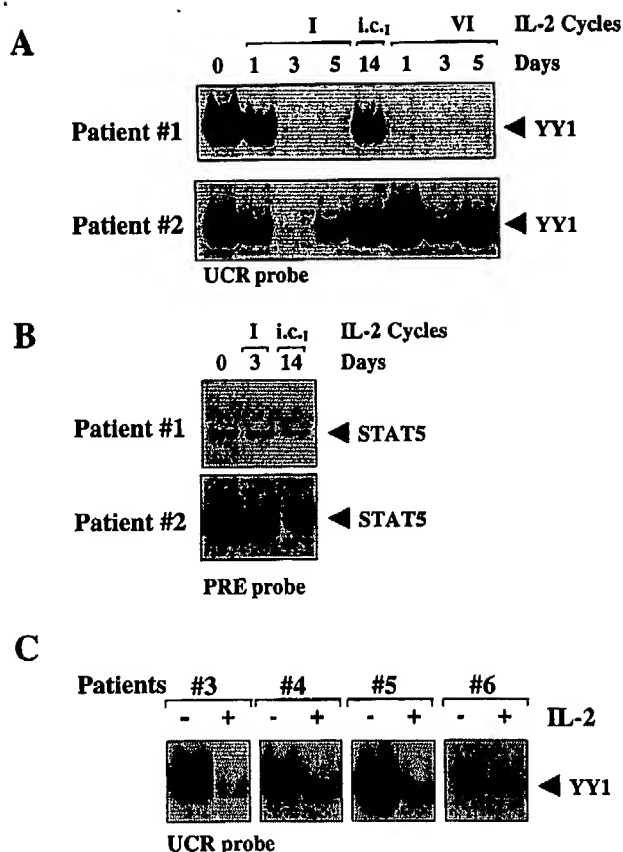 A
I i.c.I VI IL-2 Cycles
0 1 3 5 14 1 3 5 Days
Patient #1 YY1
Patient #2 YY1
UCR probe
B
I i.c.I IL-2 Cycles
0 3 14 Days
Patient #1 STAT5
Patient #2 STAT5
PRE probe
C
Patients #3 #4 #5 #6
- + - + - + - + IL-2
YY1
UCR probe